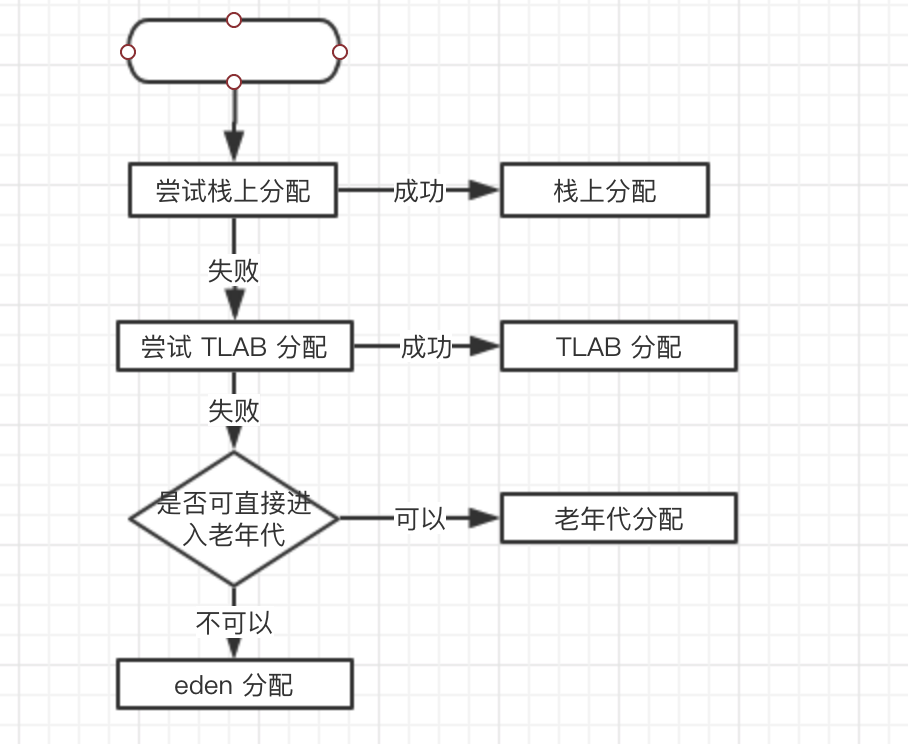 尝试栈上分配
成功
栈上分配
失败
尝试 TLAB 分配
成功
TLAB 分配
失败
是否可直接进
入老年代
可以
老年代分配
不可以
eden 分配